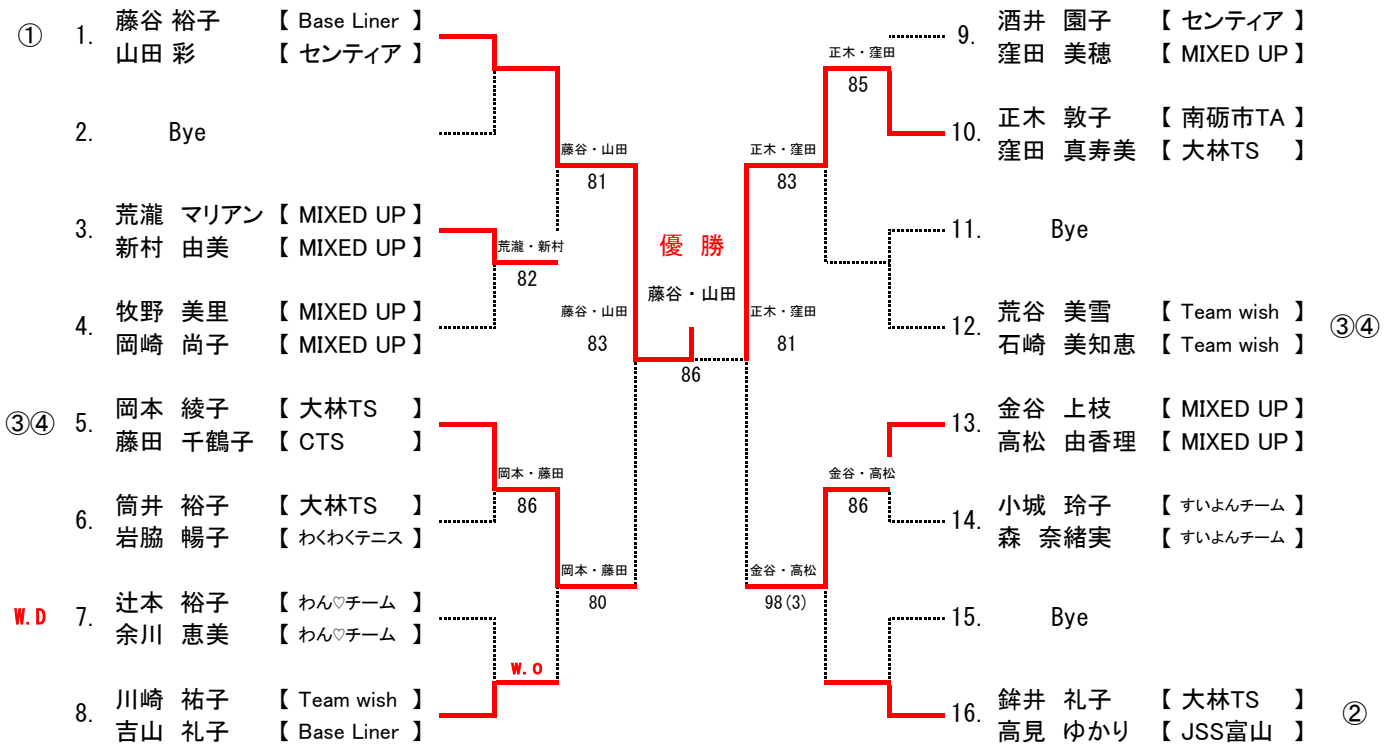 ① 1. 藤谷 裕子 【 Base Liner 】
山田 彩 【 センティア 】
2. Bye
藤谷・山田
81
3. 荒瀧 マリアン 【 MIXED UP 】
新村 由美 【 MIXED UP 】
荒瀧・新村
82
4. 牧野 美里 【 MIXED UP 】
岡崎 尚子 【 MIXED UP 】
藤谷・山田
83
③④ 5. 岡本 綾子 【 大林TS 】
藤田 千鶴子 【 CTS 】
岡本・藤田
86
6. 筒井 裕子 【 大林TS 】
岩脇 暢子 【 わくわくテニス 】
岡本・藤田
80
W.D 7. 辻本 裕子 【 わん♡チーム 】
余川 恵美 【 わん♡チーム 】
W.O
8. 川崎 祐子 【 Team wish 】
吉山 礼子 【 Base Liner 】
優 勝
藤谷・山田
86
9. 酒井 園子 【 センティア 】
窪田 美穂 【 MIXED UP 】
正木・窪田
85
10. 正木 敦子 【 南砺市TA 】
窪田 真寿美 【 大林TS 】
正木・窪田
83
11. Bye
12. 荒谷 美雪 【 Team wish 】 ③④
石崎 美知恵 【 Team wish 】
正木・窪田
81
13. 金谷 上枝 【 MIXED UP 】
高松 由香理 【 MIXED UP 】
金谷・高松
86
14. 小城 玲子 【 すいよんチーム 】
森 奈緒実 【 すいよんチーム 】
金谷・高松
98(3)
15. Bye
16. 鉾井 礼子 【 大林TS 】 ②
高見 ゆかり 【 JSS富山 】